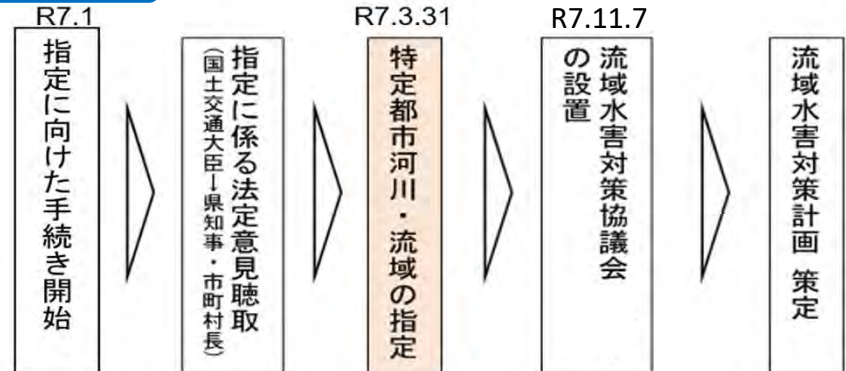 R7.1
指定に向けた手続き開始
指定に係る法定意見聴取
(国土交通大臣→県知事・市町村長)
R7.3.31
特定都市河川・流域の指定
R7.11.7
流域水害対策協議会
の設置
流域水害対策計画 策定